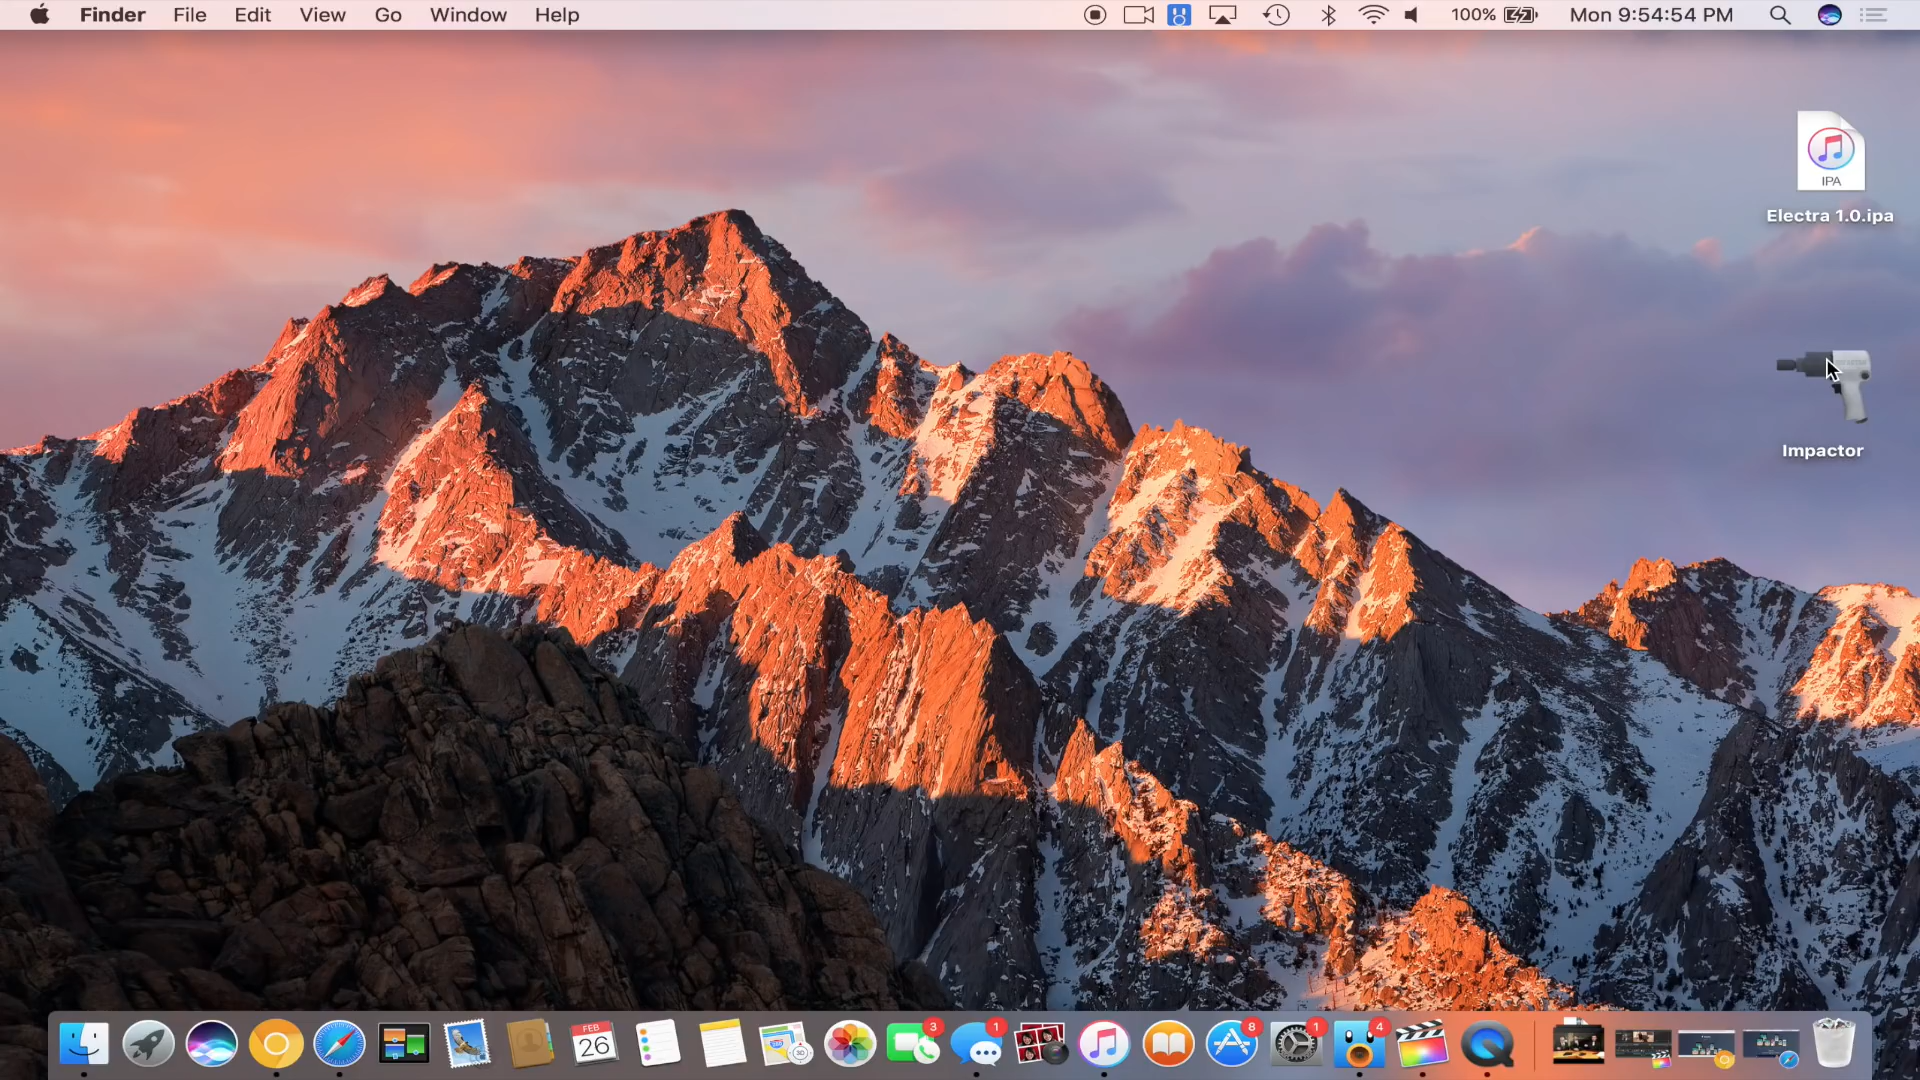 Finder File Edit View Go Window Help 100% Mon 9:54:54 PM
IPA
Electra 1.0.ipa
Impactor
FEB
26
3
1
8
1
4